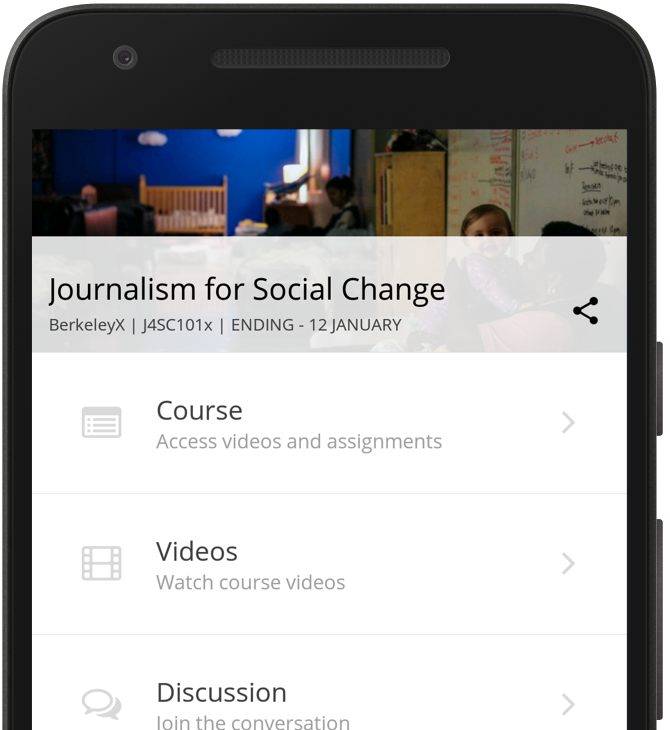 Journalism for Social Change
BerkeleyX | J4SC101x | ENDING - 12 JANUARY
Course
Access videos and assignments
Videos
Watch course videos
Discussion
Join the conversation